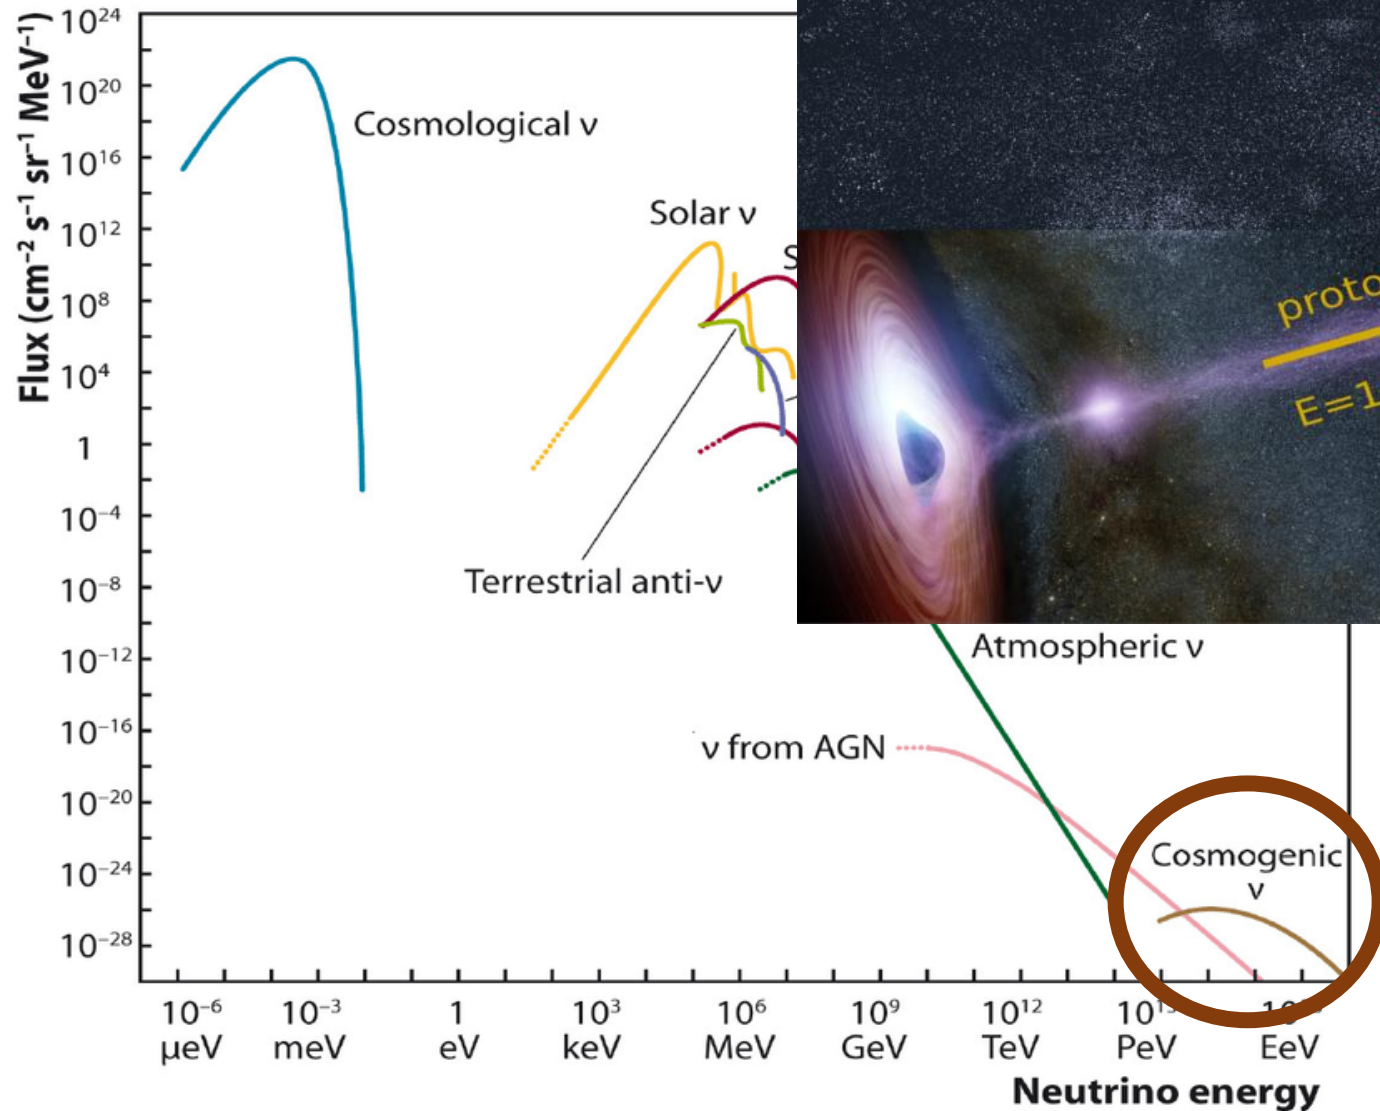 Flux (cm⁻² s⁻¹ sr⁻¹ MeV⁻¹)
10²⁴
10²⁰
10¹⁶
10¹²
10⁸
10⁴
1
10⁻⁴
10⁻⁸
10⁻¹²
10⁻¹⁶
10⁻²⁰
10⁻²⁴
10⁻²⁸
Cosmological ν
Solar ν
S
proto
E=1
Terrestrial anti-ν
Atmospheric ν
ν from AGN
Cosmogenic
ν
10⁻⁶ 10⁻³ 1 10³ 10⁶ 10⁹ 10¹²
μeV meV eV keV MeV GeV TeV PeV EeV
Neutrino energy